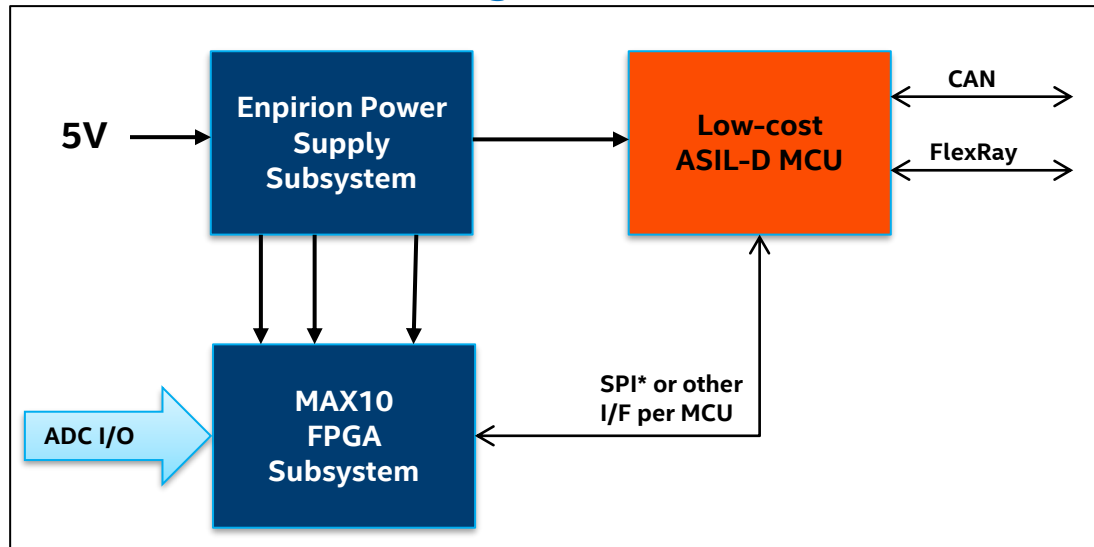 5V
Enpirion Power
Supply
Subsystem
Low-cost
ASIL-D MCU
CAN
FlexRay
ADC I/O
MAX10
FPGA
Subsystem
SPI* or other
I/F per MCU